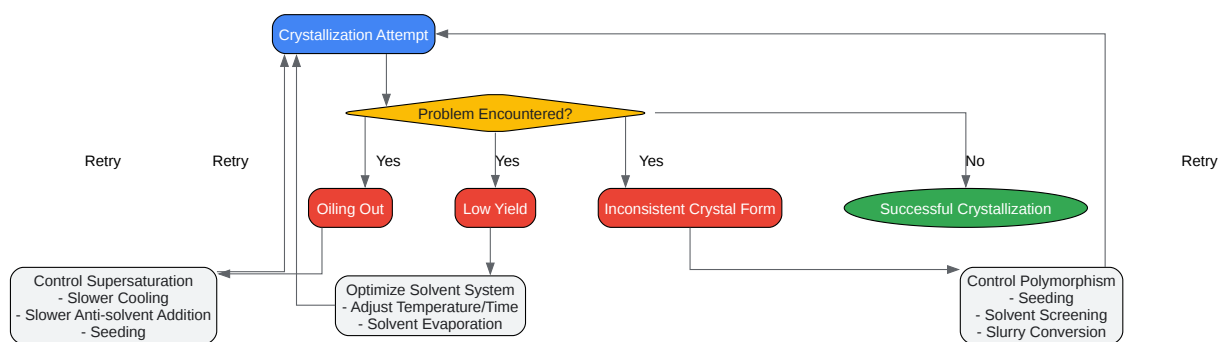 Crystallization Attempt
Problem Encountered?
Retry
Retry
Yes
Yes
Yes
No
Retry
Oiling Out
Low Yield
Inconsistent Crystal Form
Successful Crystallization
Control Supersaturation
- Slower Cooling
- Slower Anti-solvent Addition
- Seeding
Optimize Solvent System
- Adjust Temperature/Time
- Solvent Evaporation
Control Polymorphism
- Seeding
- Solvent Screening
- Slurry Conversion